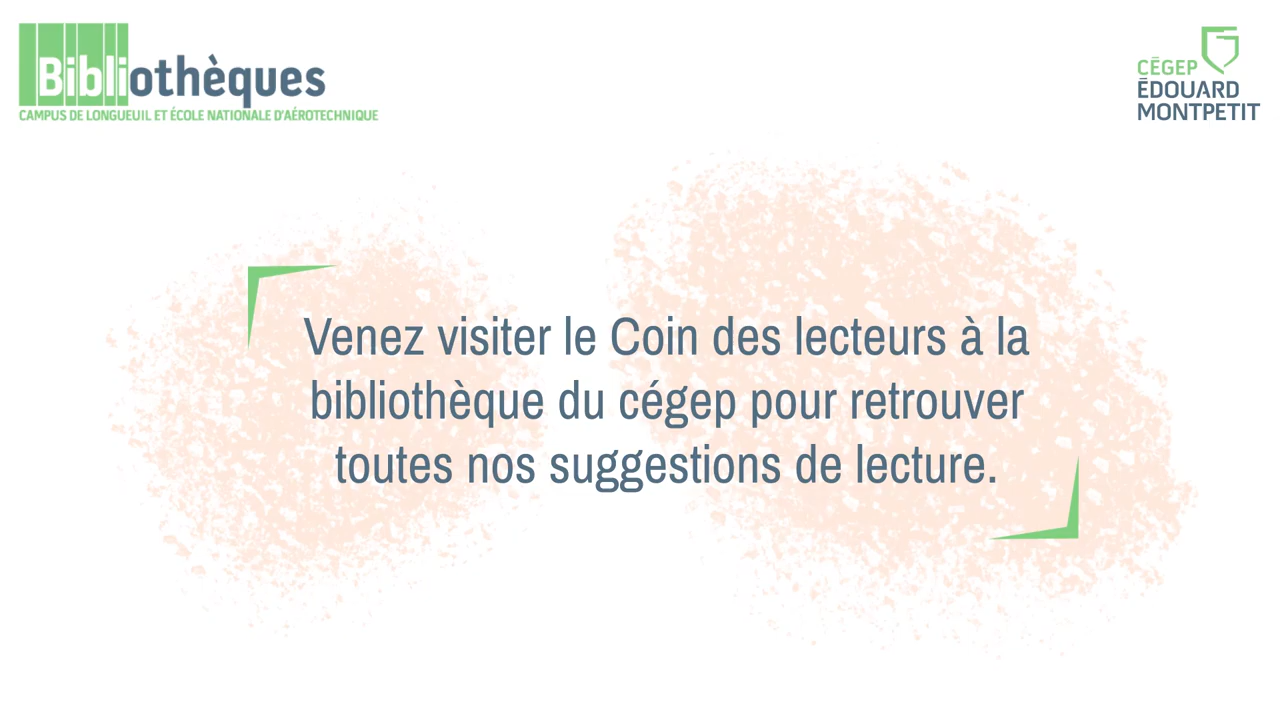 Bibliothèques
CAMPUS DE LONGUEUIL ET ÉCOLE NATIONALE D'AÉROTECHNIQUE
CÉGEP
ÉDOUARD
MONTPETIT
Venez visiter le Coin des lecteurs à la
bibliothèque du cégep pour retrouver
toutes nos suggestions de lecture.